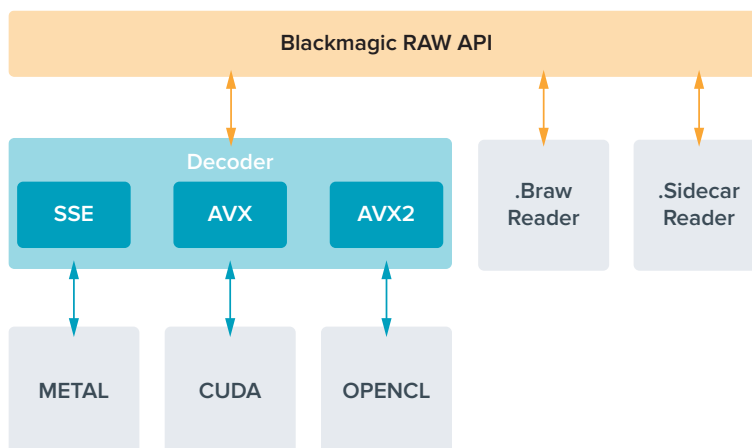 Blackmagic RAW API
Decoder
SSE
AVX
AVX2
.Braw
Reader
.Sidecar
Reader
METAL
CUDA
OPENCL